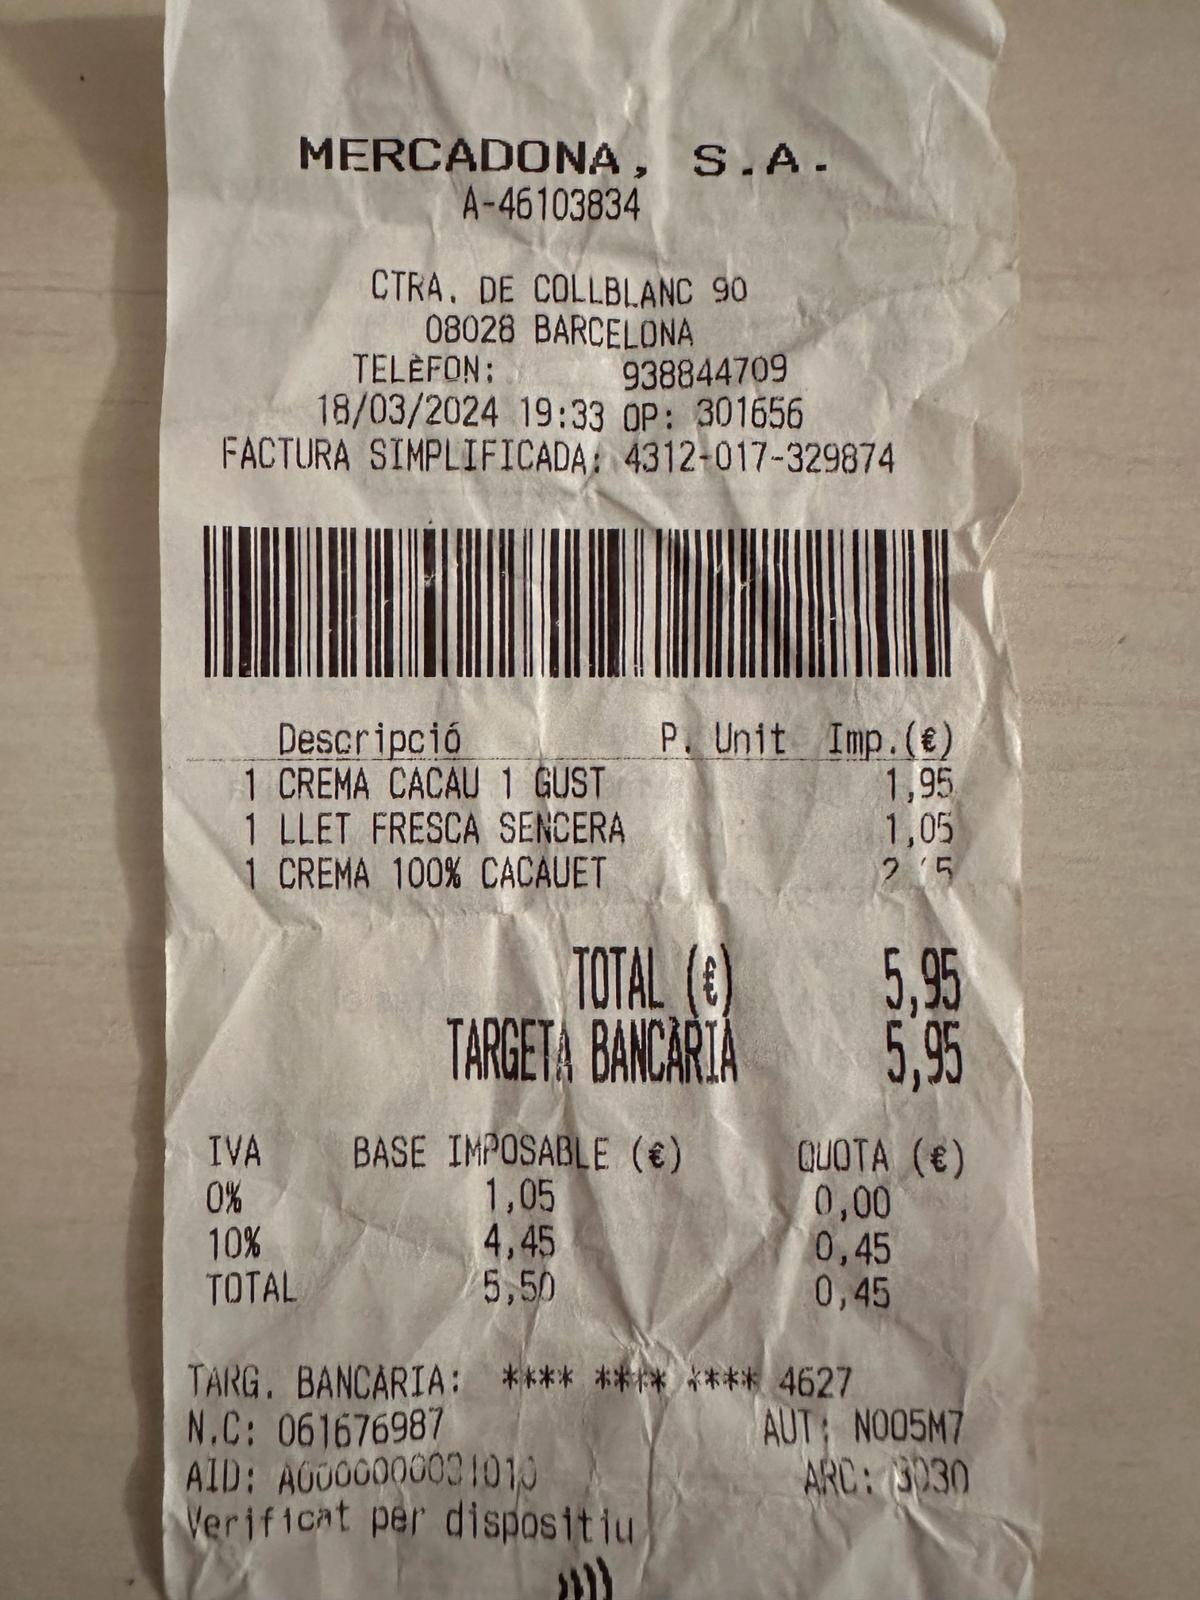 MERCADONA, S.A.
A-46103834
CTRA. DE COLLBLANC 90
08028 BARCELONA
TELÈFON: 938844709
18/03/2024 19:33 OP: 301656
FACTURA SIMPLIFICADA: 4312-017-329874
Descripció P. Unit Imp.(€)
1 CREMA CACAU 1 GUST 1,95
1 LLET FRESCA SENCERA 1,05
1 CREMA 100% CACAUET
TOTAL (€) 5,95
TARGETA BANCÀRIA 5,95
IVA BASE IMPOSABLE (€) QUOTA (€)
0% 1,05 0,00
10% 4,45 0,45
TOTAL 5,50 0,45
TARG. BANCARIA: **** **** **** 4627
N.C: 061676987 AUT: N005M7
AID: ARC:
Verificat per dispositiu